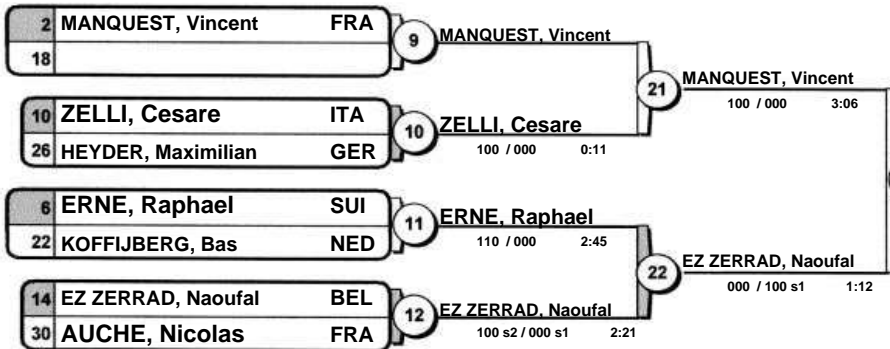 2 MANQUEST, Vincent FRA
18
9 MANQUEST, Vincent
10 ZELLI, Cesare ITA
26 HEYDER, Maximilian GER
10 ZELLI, Cesare
100 / 000 0:11
21 MANQUEST, Vincent
100 / 000 3:06
6 ERNE, Raphael SUI
22 KOFFIJBERG, Bas NED
11 ERNE, Raphael
110 / 000 2:45
14 EZ ZERRAD, Naoufal BEL
30 AUCHE, Nicolas FRA
12 EZ ZERRAD, Naoufal
100 s2 / 000 s1 2:21
22 EZ ZERRAD, Naoufal
000 / 100 s1 1:12